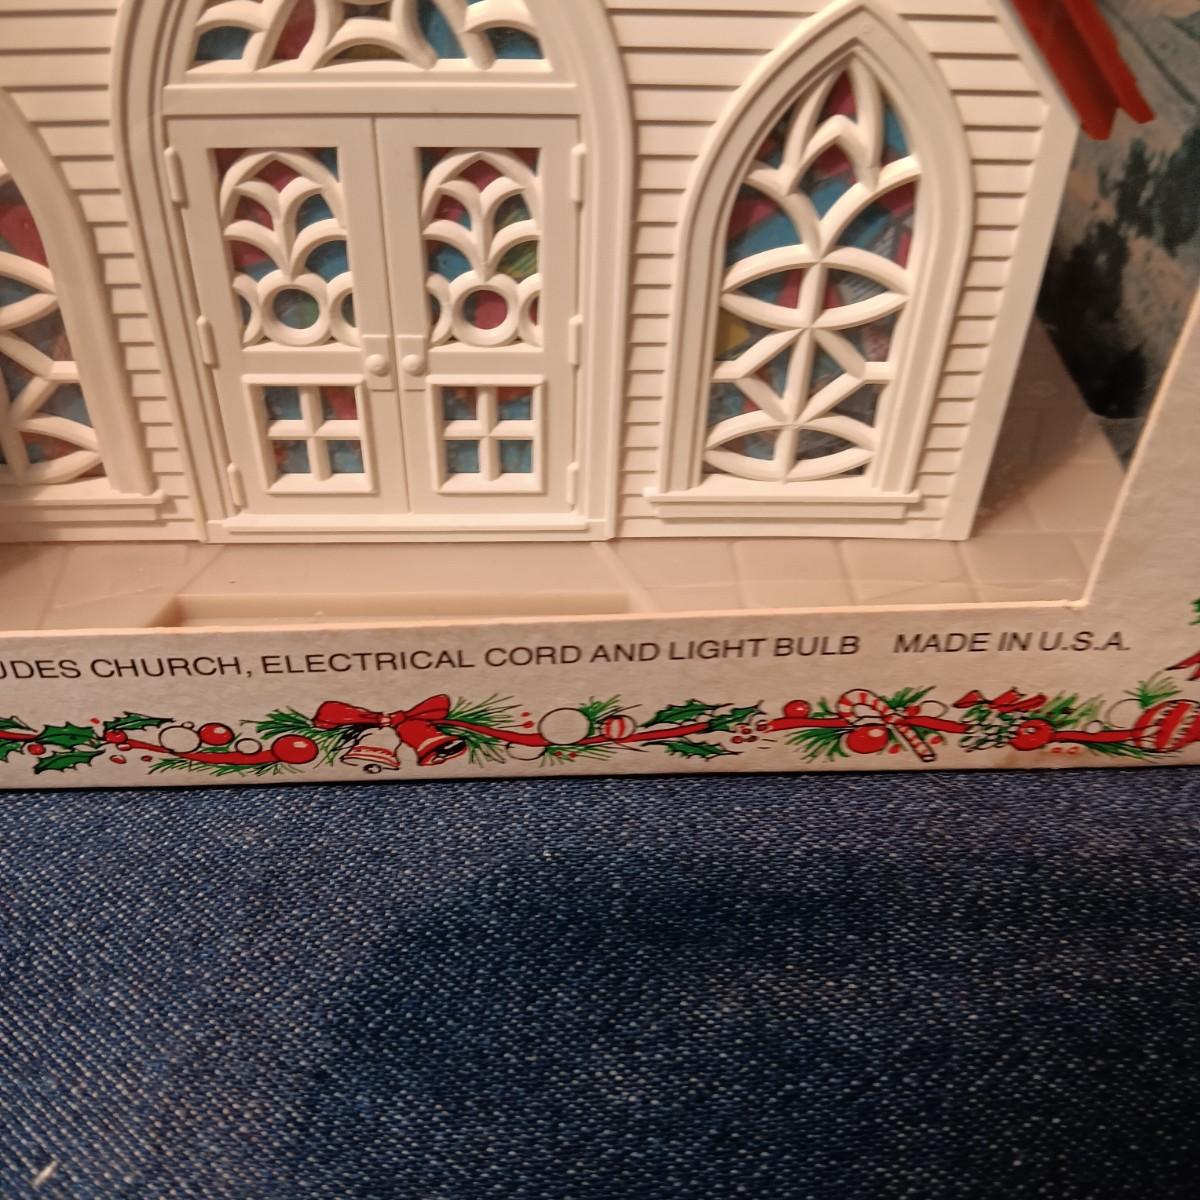 UDES CHURCH, ELECTRICAL CORD AND LIGHT BULB MADE IN U.S.A.